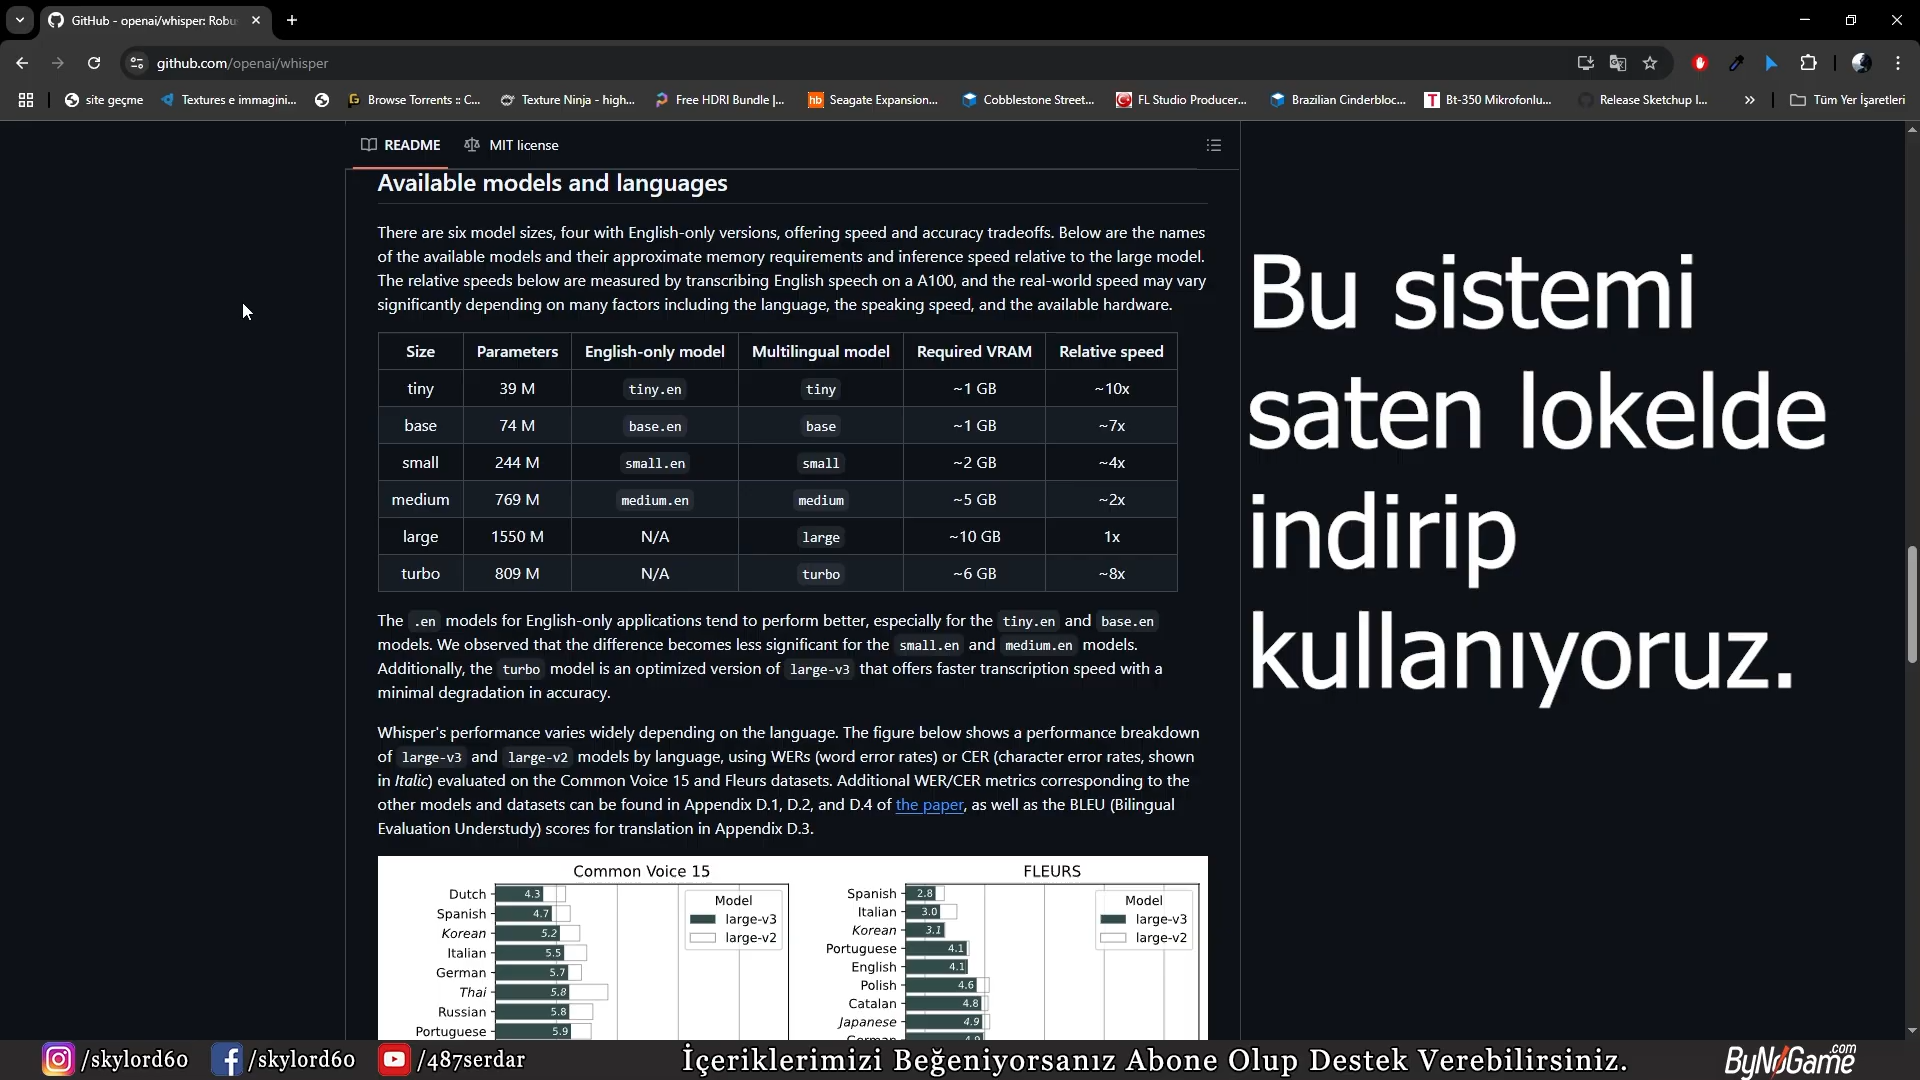 GitHub - openai/whisper: Robu
github.com/openai/whisper
site geçme
Textures e immagini...
Browse Torrents :: C...
Texture Ninja - high...
Free HDRI Bundle |...
hb
Seagate Expansion...
Cobblestone Street...
FL Studio Producer...
Brazilian Cinderbloc...
T
Bt-350 Mikrofonlu...
Release Sketchup I...
Tüm Yer İşaretleri
README
MIT license
Available models and languages
There are six model sizes, four with English-only versions, offering speed and accuracy tradeoffs. Below are the names
of the available models and their approximate memory requirements and inference speed relative to the large model.
The relative speeds below are measured by transcribing English speech on a A100, and the real-world speed may vary
significantly depending on many factors including the language, the speaking speed, and the available hardware.
Size Parameters English-only model Multilingual model Required VRAM Relative speed
tiny 39 M tiny.en tiny ~1 GB ~10x
base 74 M base.en base ~1 GB ~7x
small 244 M small.en small ~2 GB ~4x
medium 769 M medium.en medium ~5 GB ~2x
large 1550 M N/A large ~10 GB 1x
turbo 809 M N/A turbo ~6 GB ~8x
The .en models for English-only applications tend to perform better, especially for the tiny.en and base.en
models. We observed that the difference becomes less significant for the small.en and medium.en models.
Additionally, the turbo model is an optimized version of large-v3 that offers faster transcription speed with a
minimal degradation in accuracy.
Whisper's performance varies widely depending on the language. The figure below shows a performance breakdown
of large-v3 and large-v2 models by language, using WERs (word error rates) or CER (character error rates, shown
in Italic) evaluated on the Common Voice 15 and Fleurs datasets. Additional WER/CER metrics corresponding to the
other models and datasets can be found in Appendix D.1, D.2, and D.4 of the paper, as well as the BLEU (Bilingual
Evaluation Understudy) scores for translation in Appendix D.3.
Common Voice 15
Dutch 4.3
Spanish 4.7
Korean 5.2
Italian 5.5
German 5.7
Thai 5.8
Russian 5.8
Portuguese 5.9
Model
large-v3
large-v2
FLEURS
Spanish 2.8
Italian 3.0
Korean 3.1
Portuguese 4.1
English 4.1
Polish 4.6
Catalan 4.8
Japanese 4.9
German 4.9
Model
large-v3
large-v2
Bu sistemi
saten lokelde
indirip
kullanıyoruz.
/skylord60
/skylord60
/487serdar
İçeriklerimizi Beğeniyorsanız Abone Olup Destek Verebilirsiniz.
ByNoGame.com